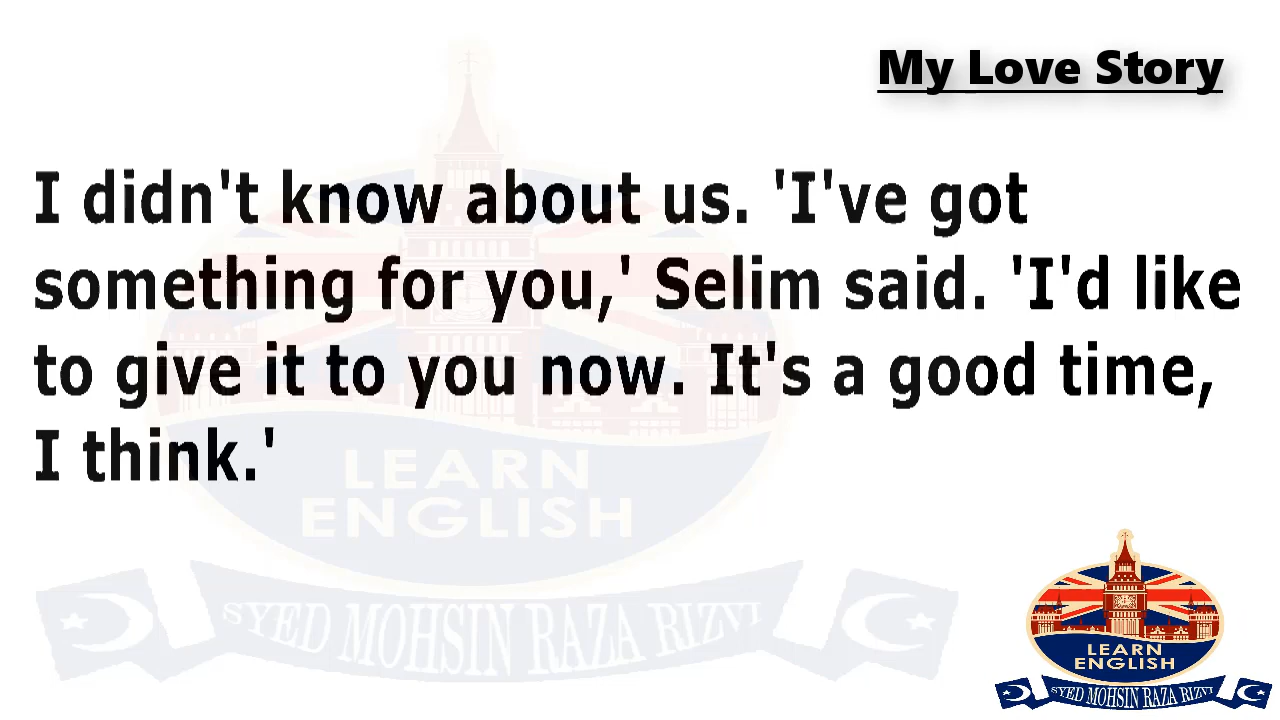 My Love Story
I didn't know about us. 'I've got
something for you,' Selim said. 'I'd like
to give it to you now. It's a good time,
I think.'
LEARN
ENGLISH
SYED MOHSIN RAZA RIZVI
LEARN
ENGLISH
SYED MOHSIN RAZA RIZVI